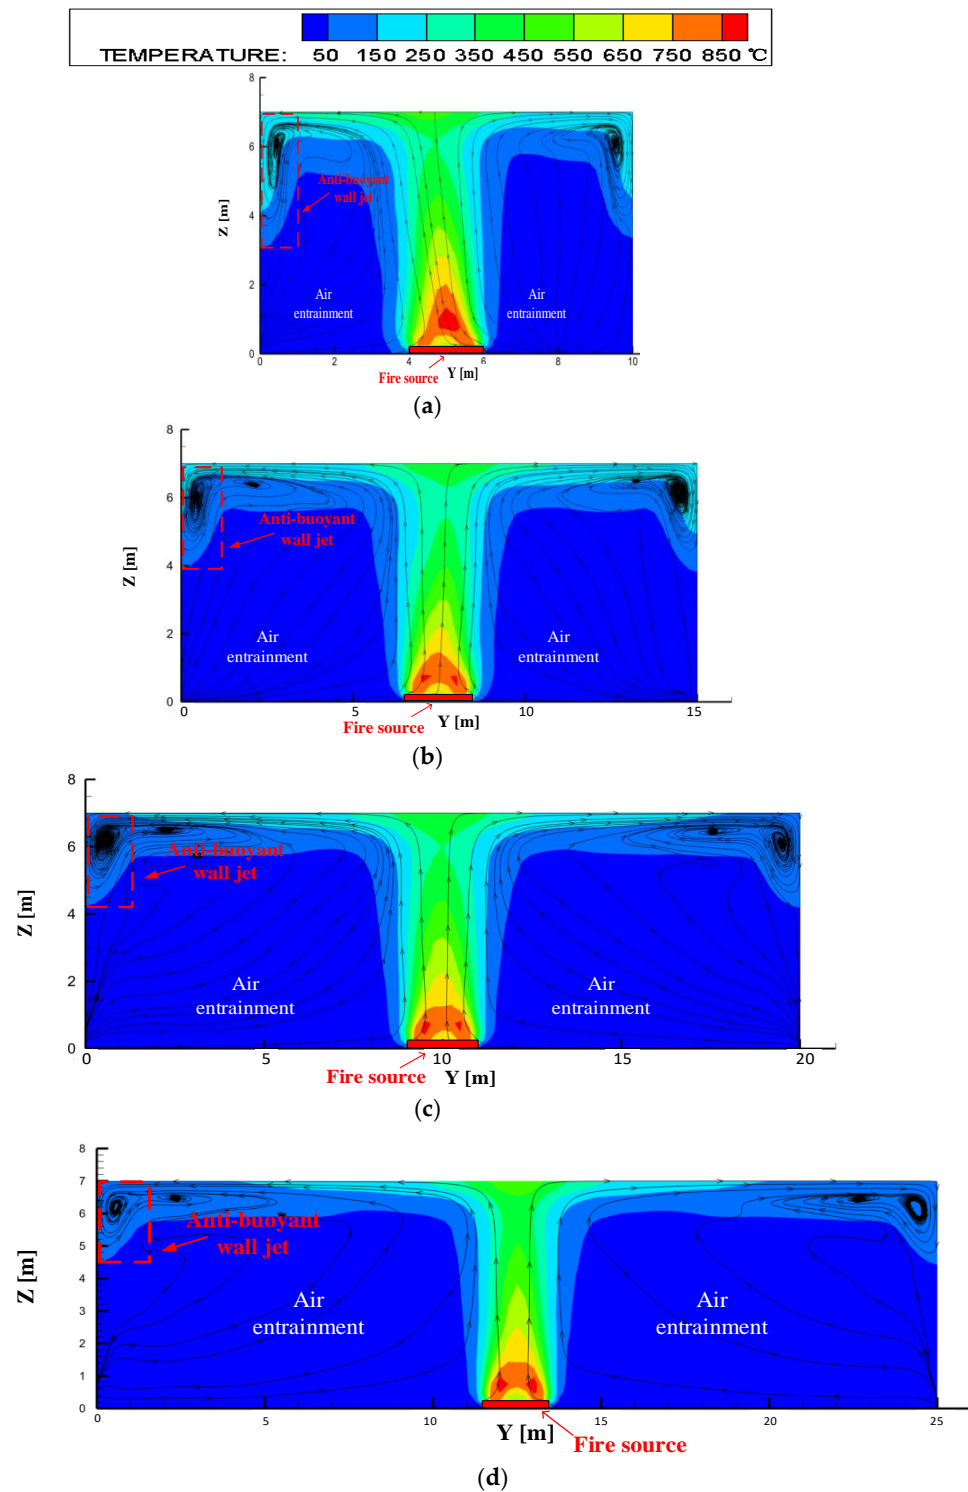 TEMPERATURE: 50 150 250 350 450 550 650 750 850 ℃
8
6
4
2
0
Z [m]
Anti-buoyant
wall jet
Air
entrainment
Air
entrainment
0 2 4 6 8 10
Fire source
Y [m]
(a)
8
6
4
2
0
Z [m]
Anti-buoyant
wall jet
Air
entrainment
Air
entrainment
0 5 10 15
Fire source
Y [m]
(b)
8
6
4
2
0
Z [m]
Anti-buoyant
wall jet
Air
entrainment
Air
entrainment
0 5 10 15 20
Fire source
Y [m]
(c)
8
7
6
5
4
3
2
1
0
Z [m]
Anti-buoyant
wall jet
Air
entrainment
Air
entrainment
0 5 10 15 20 25
Y [m]
Fire source
(d)